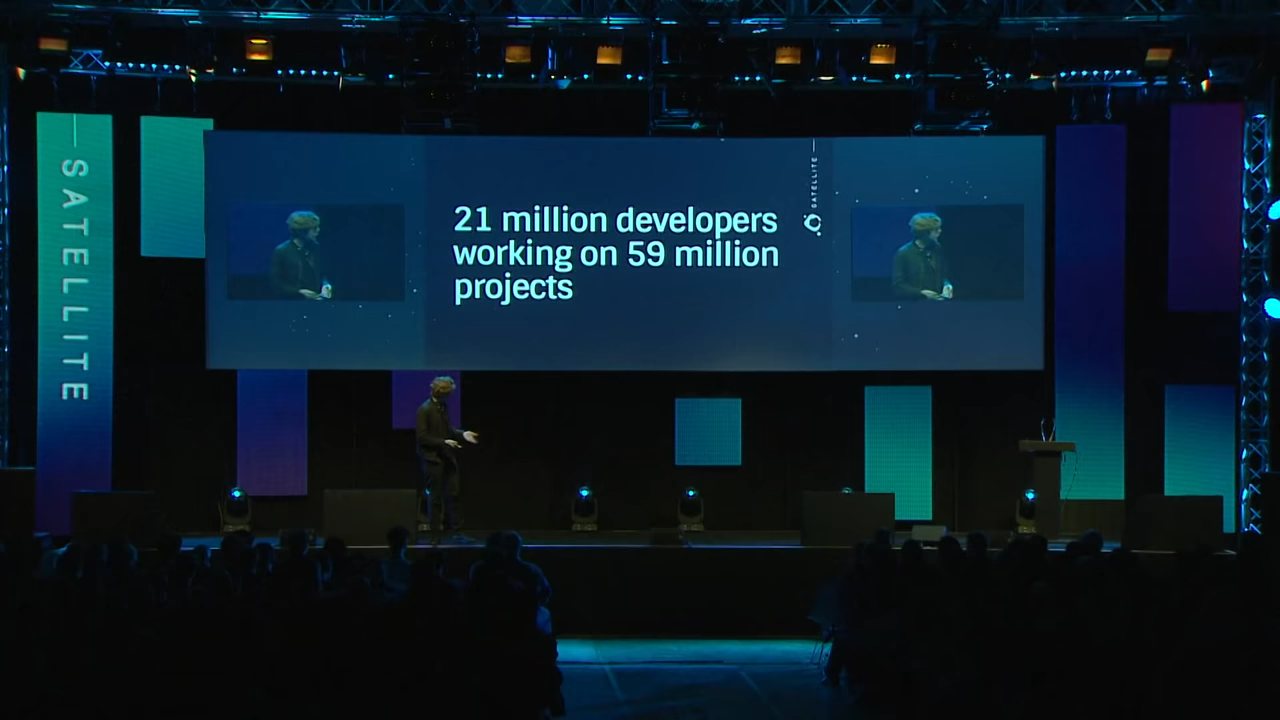 SATELLITE
21 million developers
working on 59 million
projects
SATELLITE